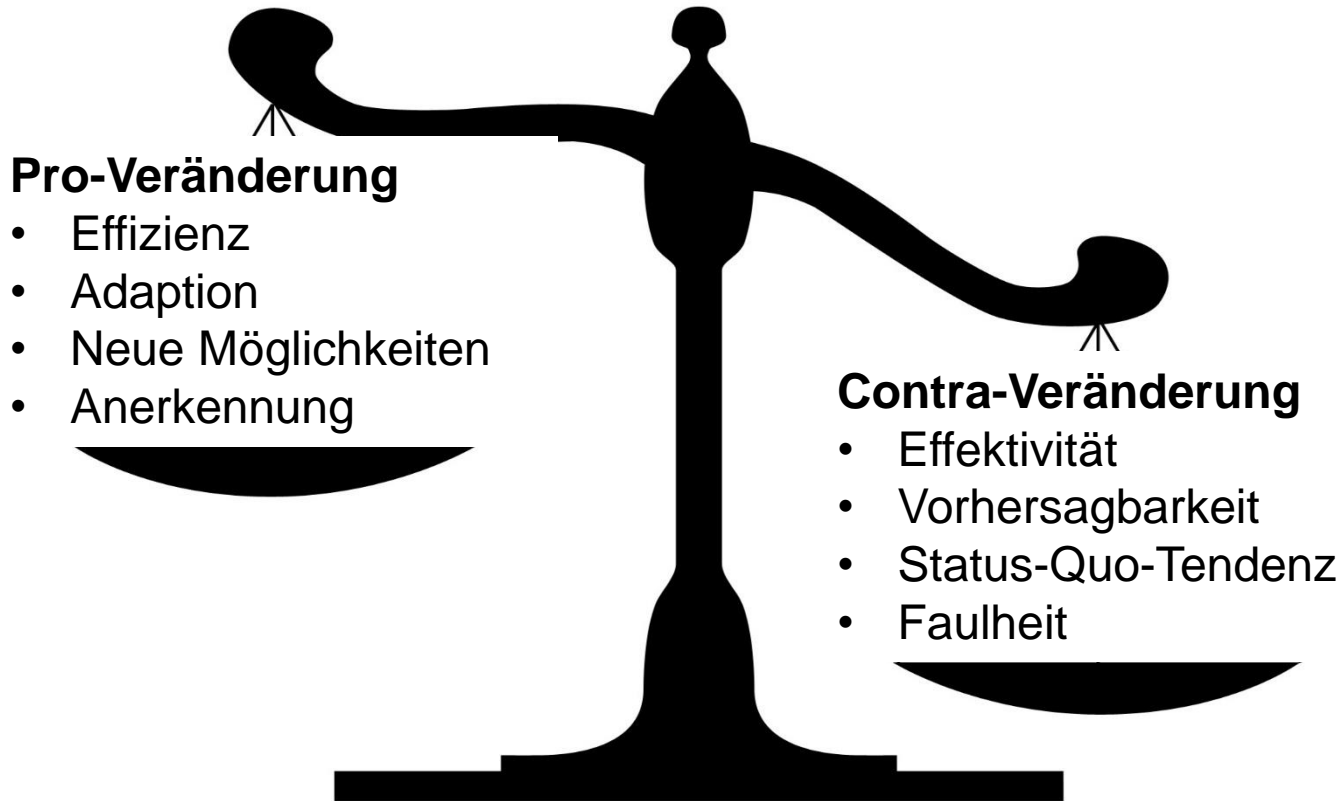 Pro-Veränderung
• Effizienz
• Adaption
• Neue Möglichkeiten
• Anerkennung
Contra-Veränderung
• Effektivität
• Vorhersagbarkeit
• Status-Quo-Tendenz
• Faulheit